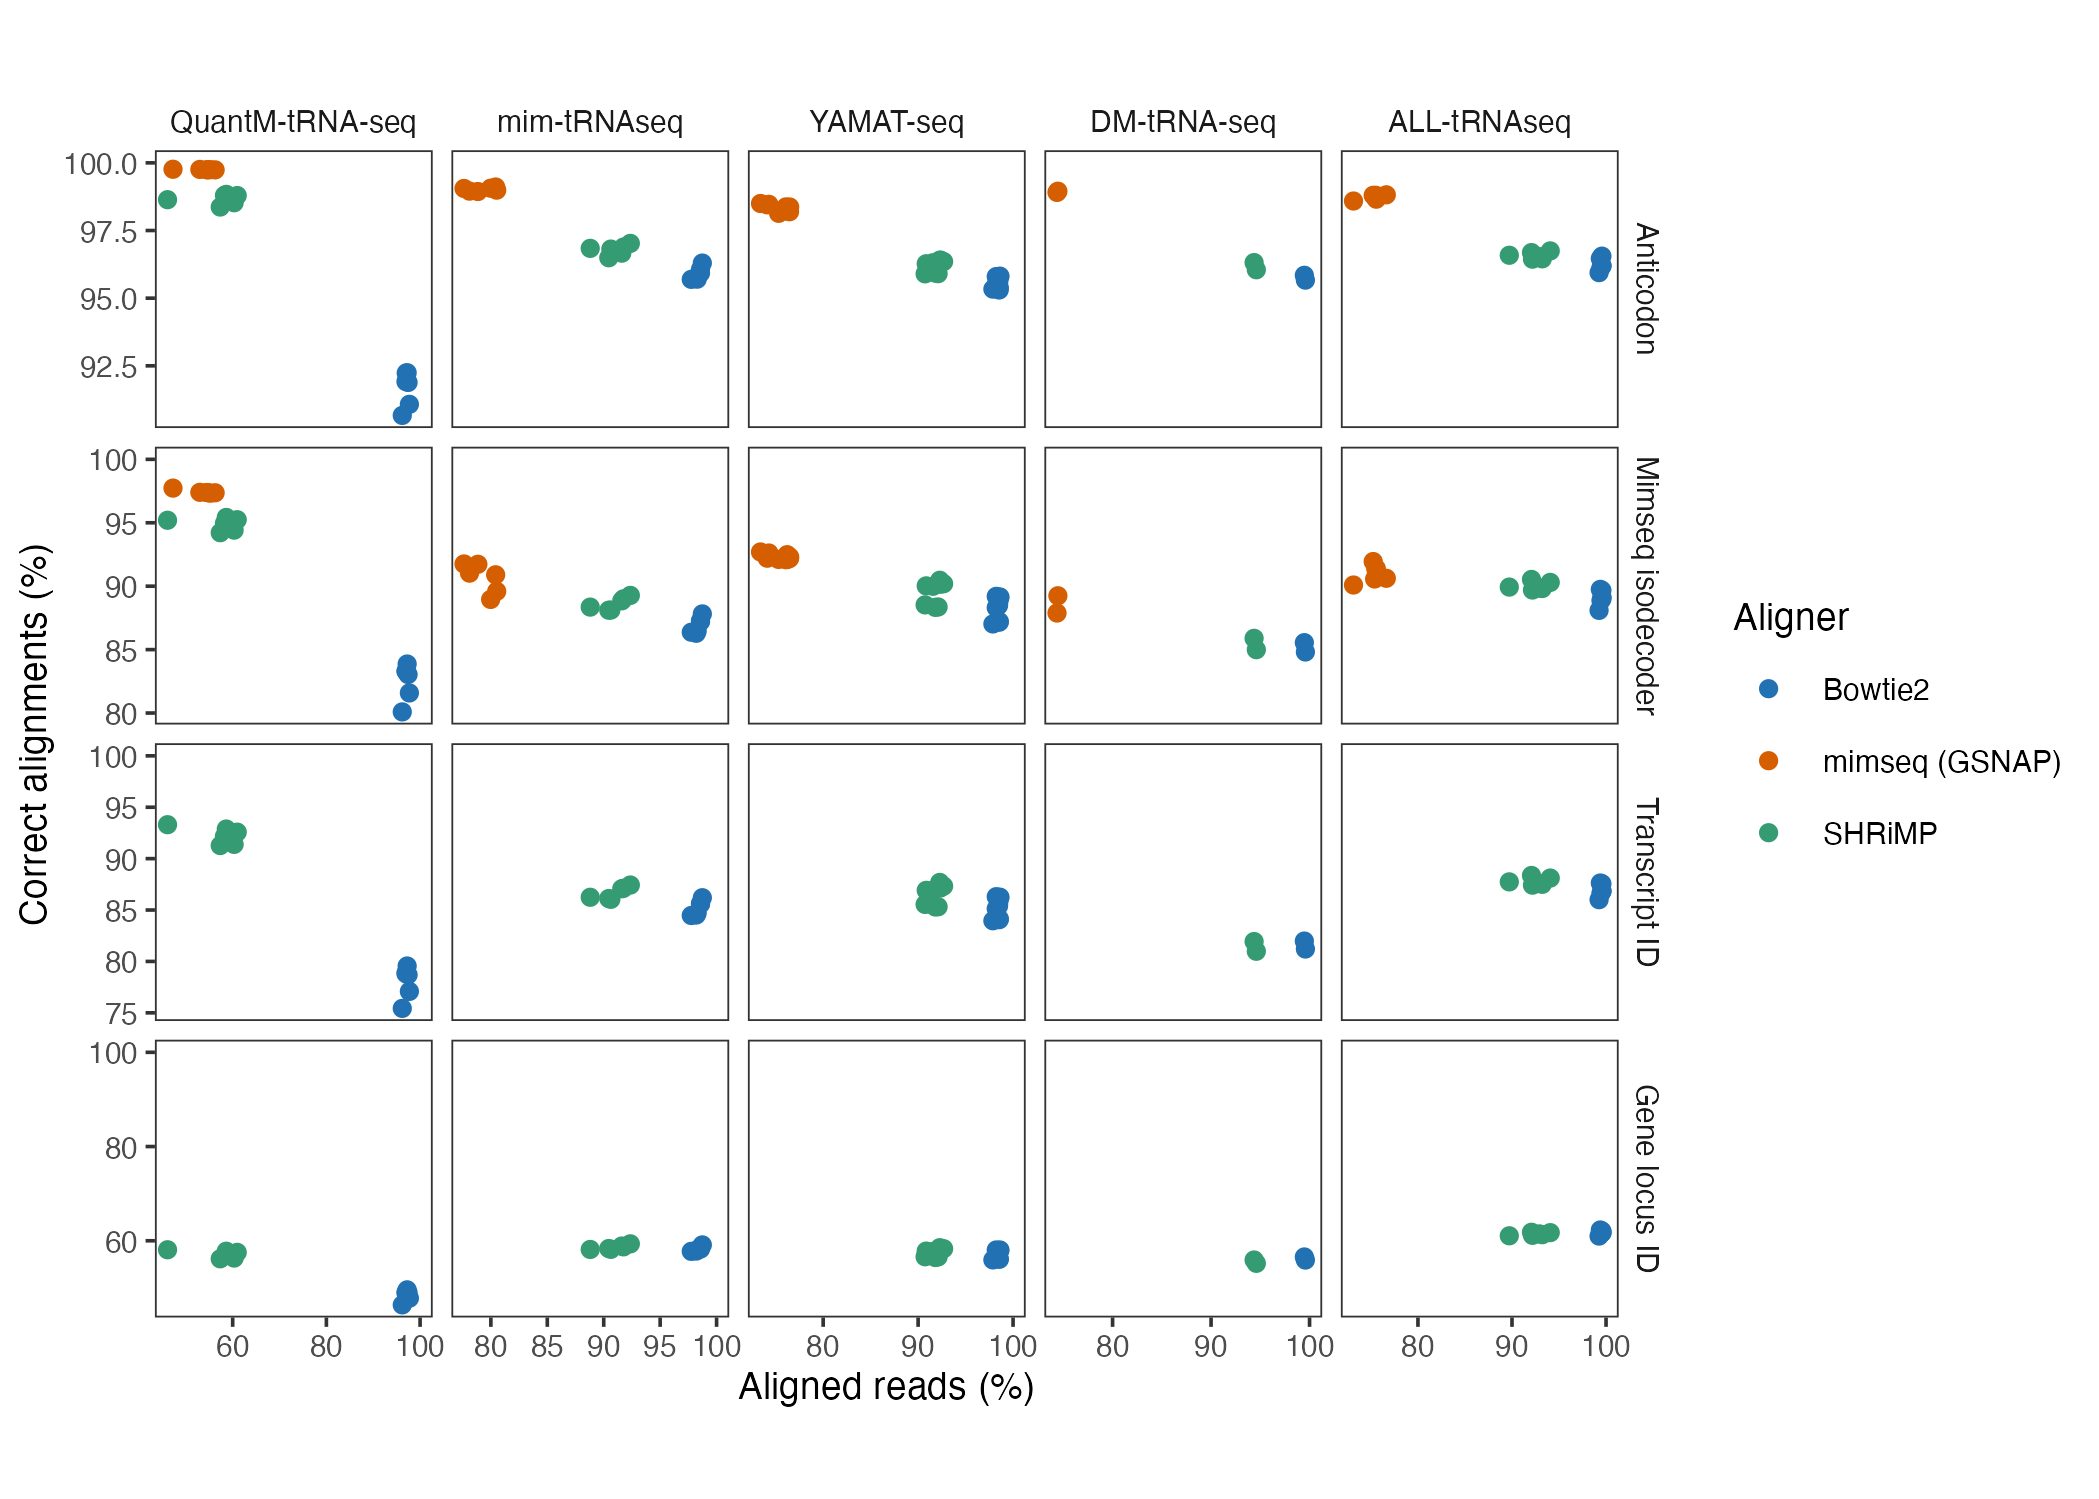 QuantM-tRNA-seq mim-tRNAseq YAMAT-seq DM-tRNA-seq ALL-tRNAseq
100.0
97.5
95.0
92.5
Anticodon
100
95
90
85
80
Mimseq isodecoder
100
95
90
85
80
75
Transcript ID
100
80
60
Gene locus ID
60 80 100 80 85 90 95 100 80 90 100 80 90 100 80 90 100
Aligned reads (%)
Correct alignments (%)
Aligner
Bowtie2
mimseq (GSNAP)
SHRiMP